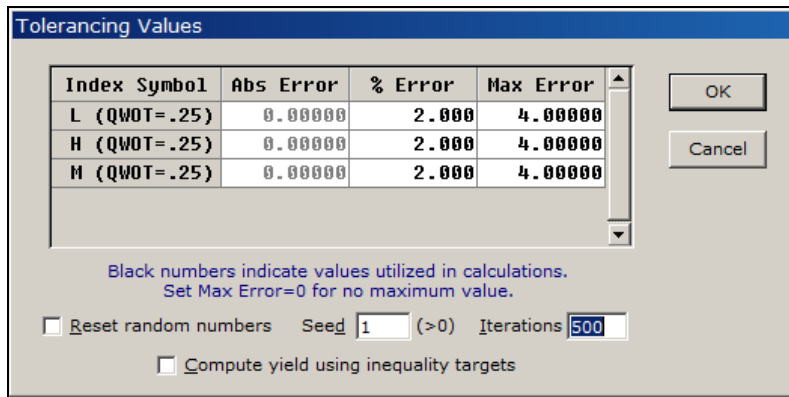 Tolerancing Values
Index Symbol Abs Error % Error Max Error
L (QWOT=.25) 0.00000 2.000 4.00000
H (QWOT=.25) 0.00000 2.000 4.00000
M (QWOT=.25) 0.00000 2.000 4.00000
OK
Cancel
Black numbers indicate values utilized in calculations.
Set Max Error=0 for no maximum value.
Reset random numbers Seed 1 (>0) Iterations 500
Compute yield using inequality targets